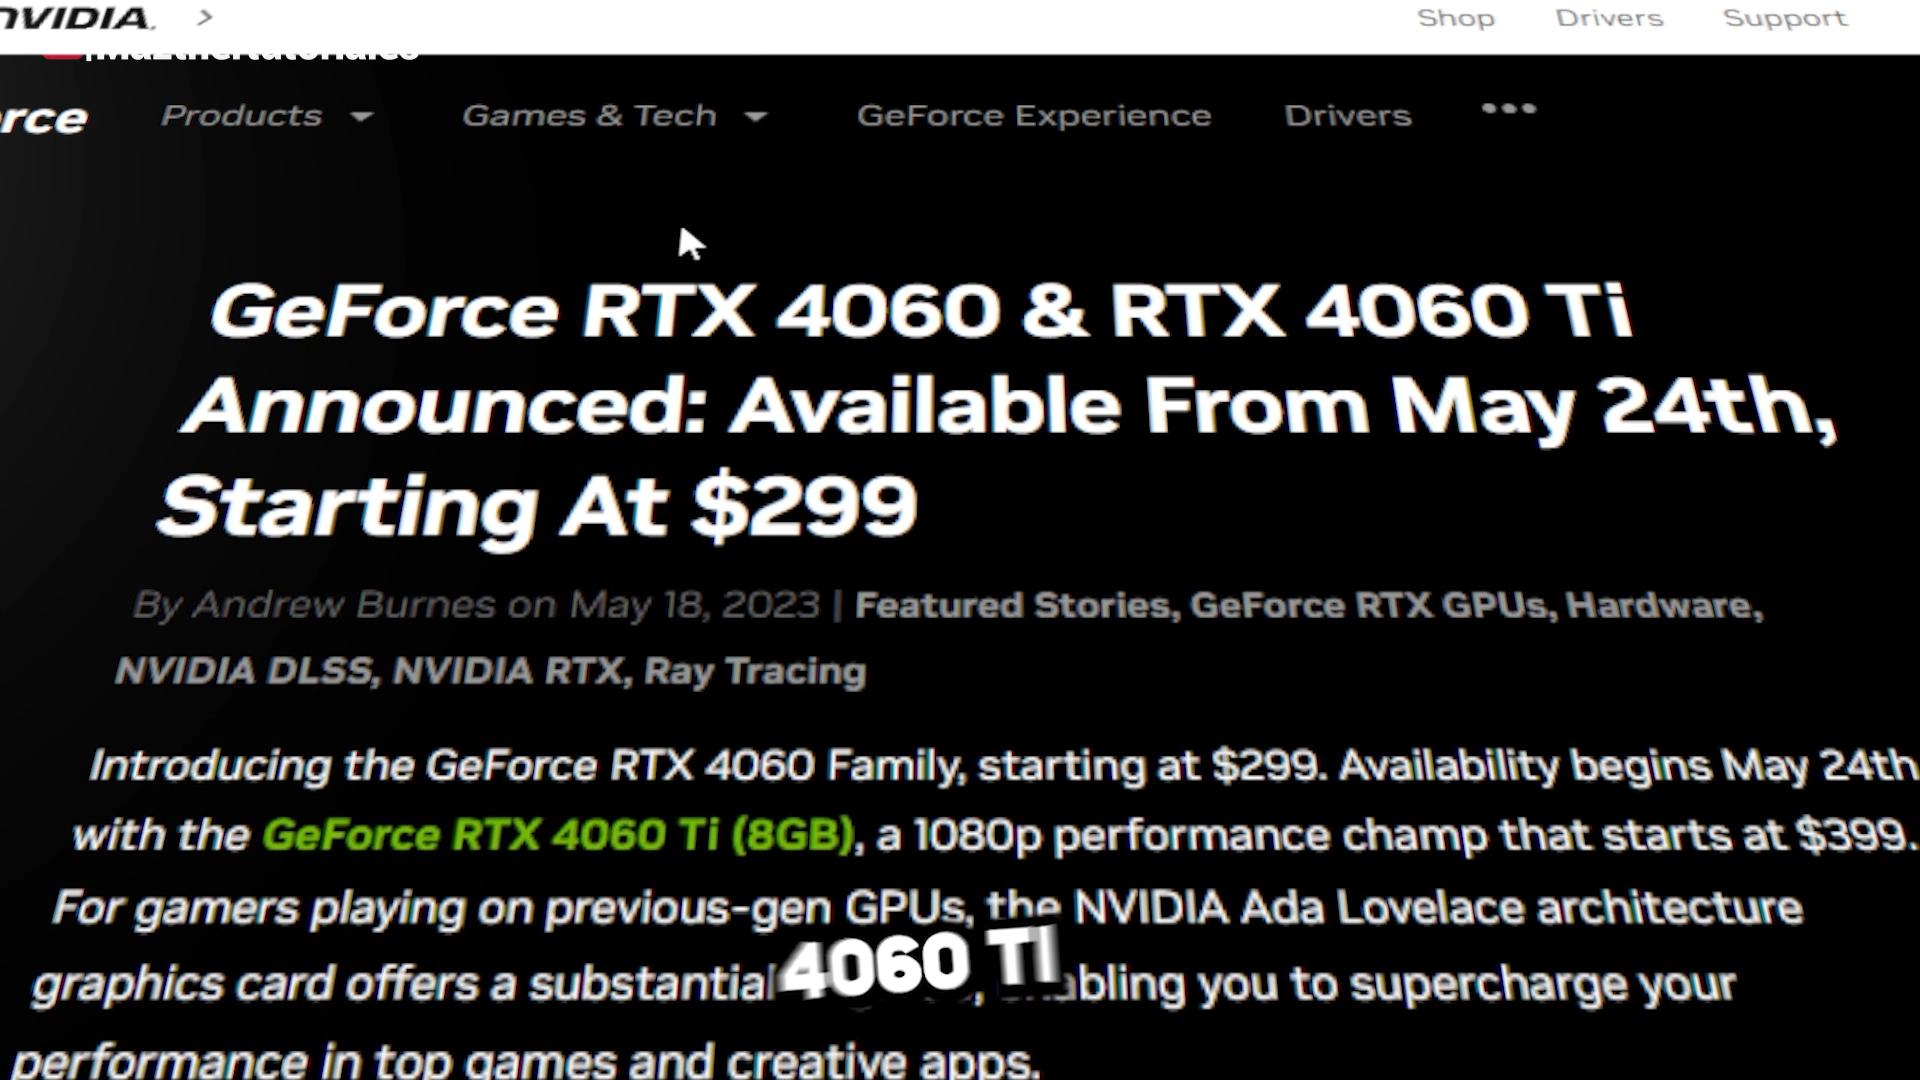 NVIDIA. >
Shop Drivers Support
rce Products Games & Tech GeForce Experience Drivers •••
GeForce RTX 4060 & RTX 4060 Ti
Announced: Available From May 24th,
Starting At $299
By Andrew Burnes on May 18, 2023 | Featured Stories, GeForce RTX GPUs, Hardware,
NVIDIA DLSS, NVIDIA RTX, Ray Tracing
Introducing the GeForce RTX 4060 Family, starting at $299. Availability begins May 24th
with the GeForce RTX 4060 Ti (8GB), a 1080p performance champ that starts at $399.
For gamers playing on previous-gen GPUs, the NVIDIA Ada Lovelace architecture
graphics card offers a substantial bling you to supercharge your
4060 TI
performance in top games and creative apps.